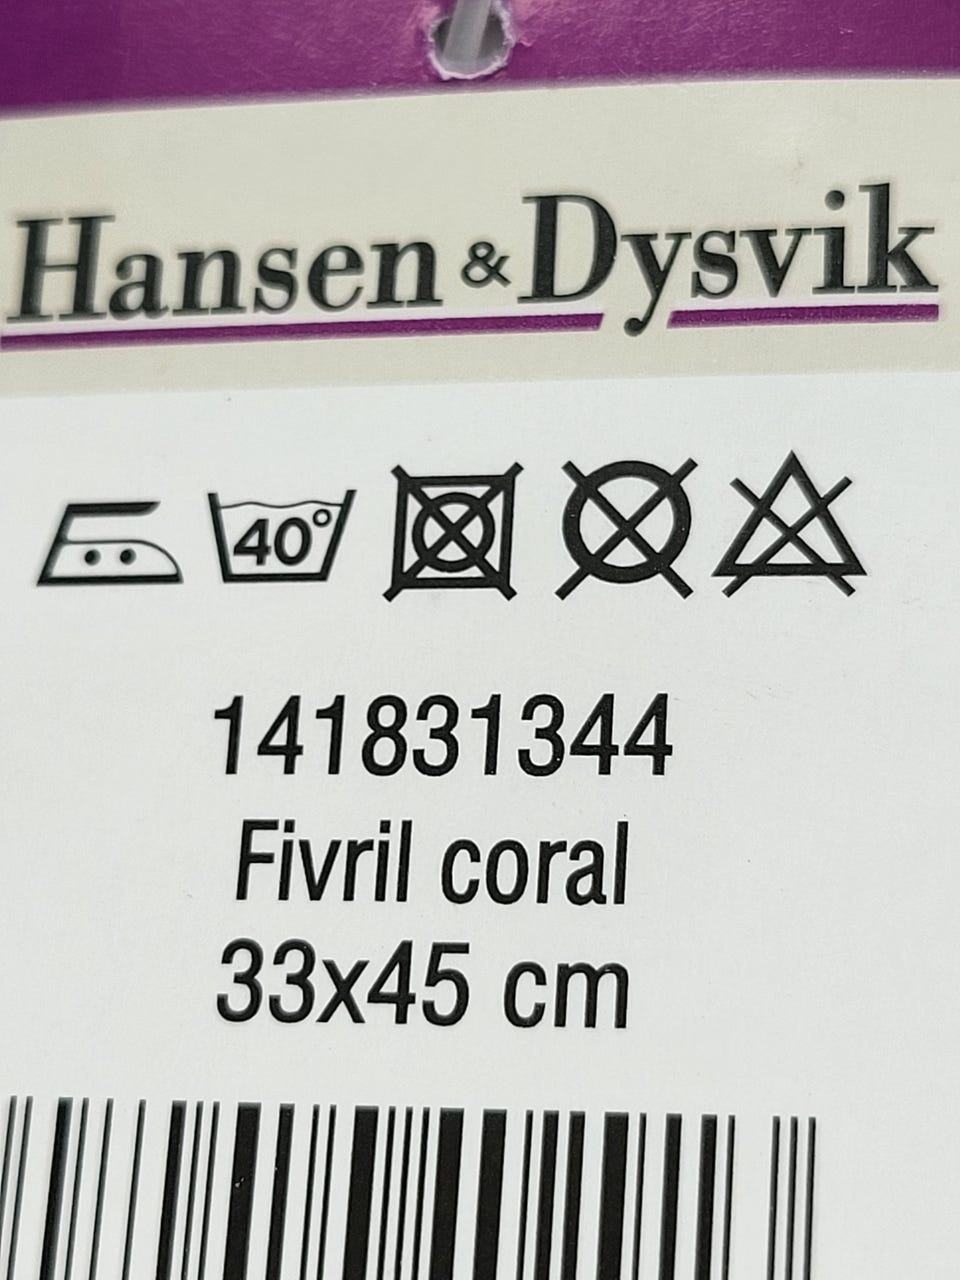 Hansen & Dysvik
40°
141831344
Fivril coral
33x45 cm